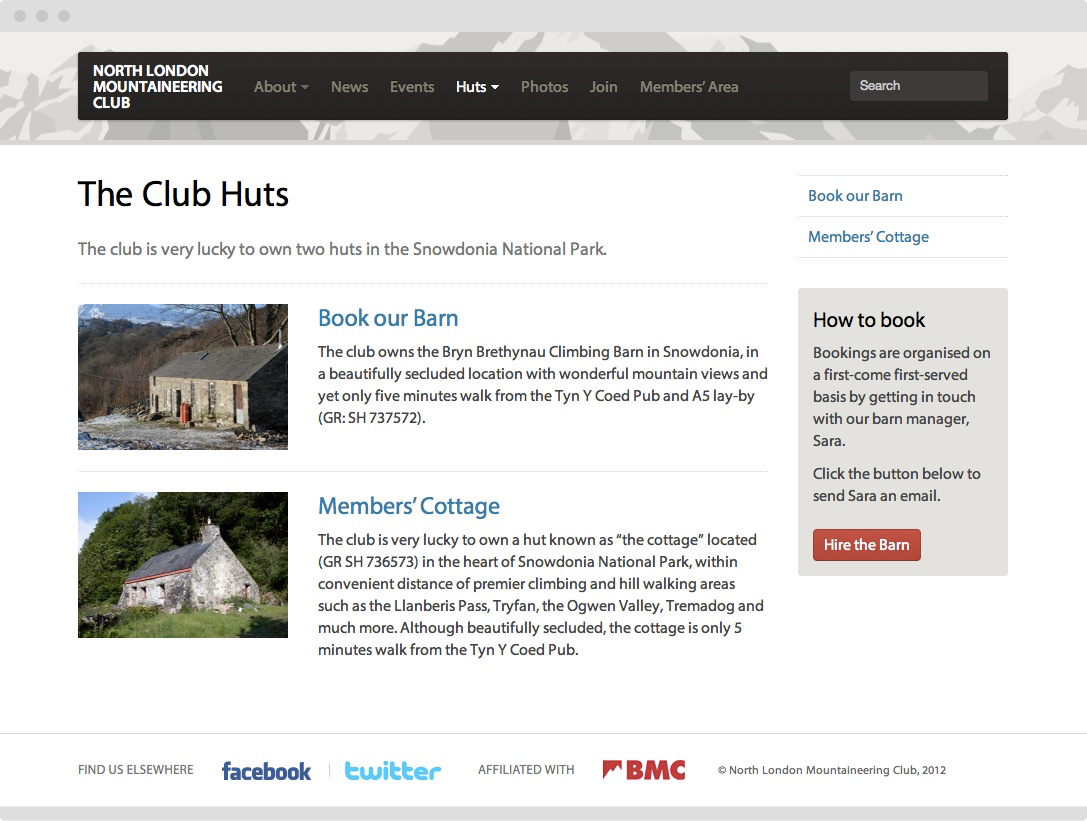 NORTH LONDON
MOUNTAINEERING
CLUB
About
News
Events
Huts
Photos
Join
Members’ Area
Search
The Club Huts
The club is very lucky to own two huts in the Snowdonia National Park.
Book our Barn
The club owns the Bryn Brethynau Climbing Barn in Snowdonia, in
a beautifully secluded location with wonderful mountain views and
yet only five minutes walk from the Tyn Y Coed Pub and A5 lay-by
(GR: SH 737572).
Members’ Cottage
The club is very lucky to own a hut known as “the cottage” located
(GR SH 736573) in the heart of Snowdonia National Park, within
convenient distance of premier climbing and hill walking areas
such as the Llanberis Pass, Tryfan, the Ogwen Valley, Tremadog and
much more. Although beautifully secluded, the cottage is only 5
minutes walk from the Tyn Y Coed Pub.
Book our Barn
Members’ Cottage
How to book
Bookings are organised on
a first-come first-served
basis by getting in touch
with our barn manager,
Sara.
Click the button below to
send Sara an email.
Hire the Barn
FIND US ELSEWHERE
facebook
twitter
AFFILIATED WITH
BMC
© North London Mountaineering Club, 2012